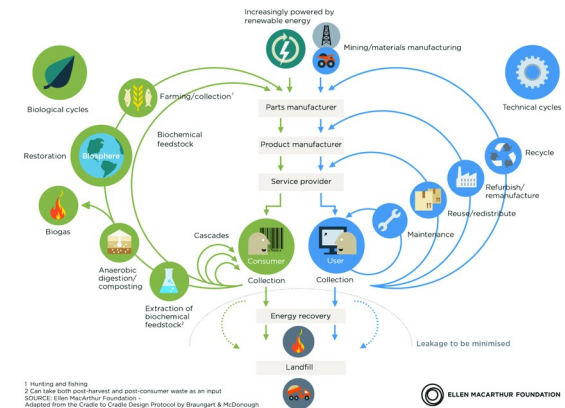 Increasingly powered by
renewable energy
Mining/materials manufacturing
Biological cycles
Technical cycles
Farming/collection1
Parts manufacturer
Biochemical
feedstock
Product manufacturer
Restoration
Biosphere
Recycle
Service provider
Refurbish/
remanufacture
Reuse/redistribute
Biogas
Maintenance
Cascades
Consumer
User
Anaerobic
digestion/
composting
Collection
Collection
Extraction of
biochemical
feedstock2
Energy recovery
Leakage to be minimised
Landfill
1 Hunting and fishing
2 Can take both post-harvest and post-consumer waste as an input
SOURCE: Ellen MacArthur Foundation -
Adapted from the Cradle to Cradle Design Protocol by Braungart & McDonough
ELLEN MACARTHUR FOUNDATION